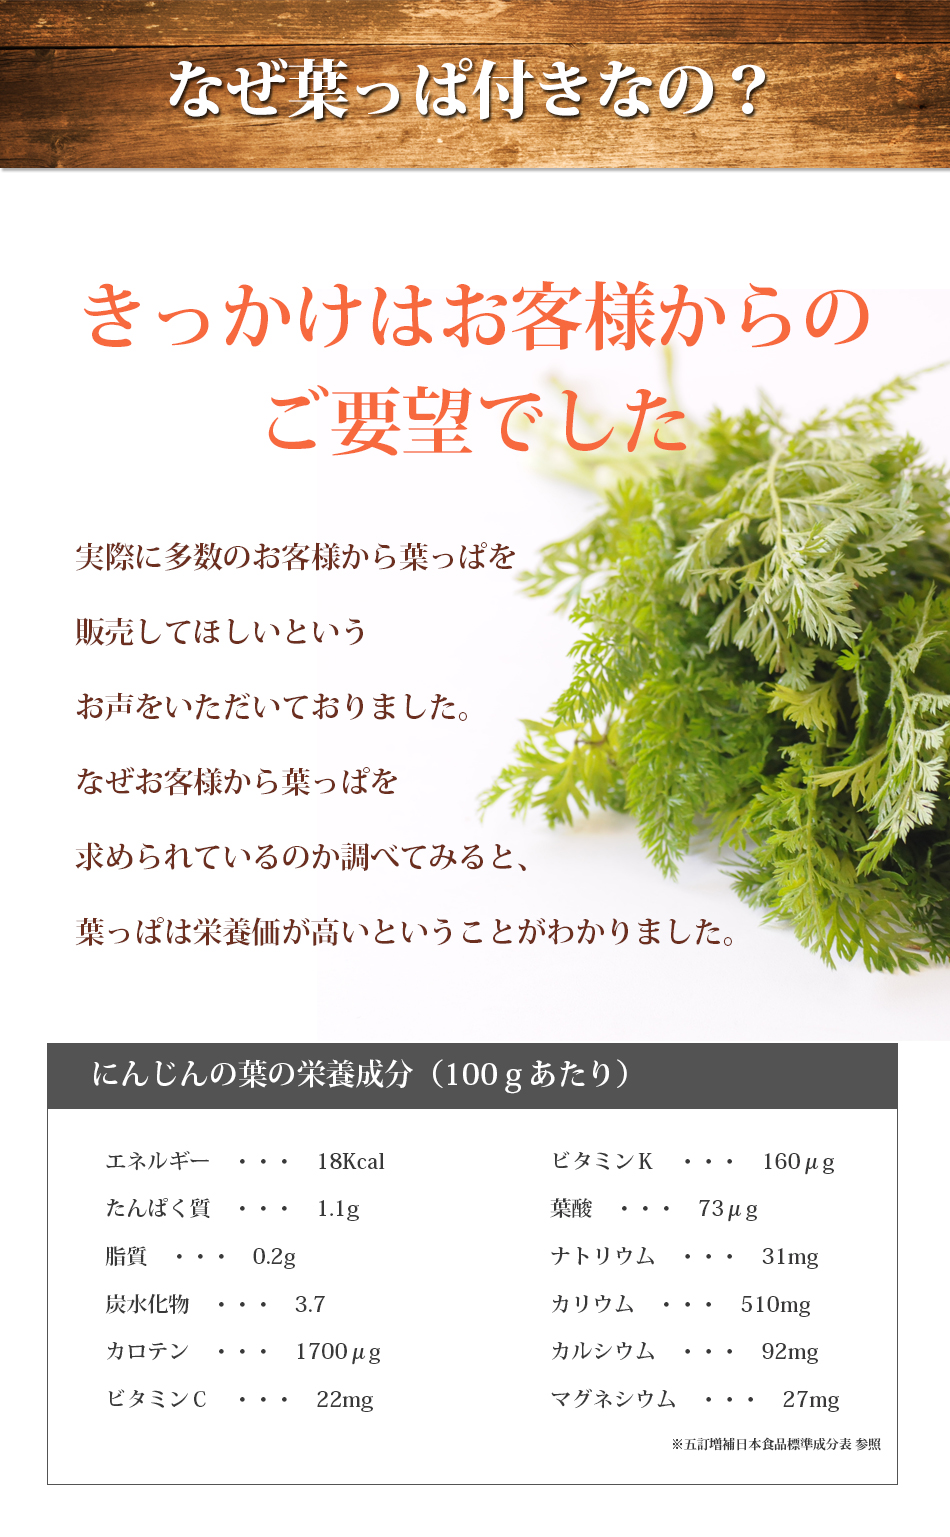 なぜ葉っぱ付きなの？
きっかけはお客様からの
ご要望でした
実際に多数のお客様から葉っぱを
販売してほしいという
お声をいただいておりました。
なぜお客様から葉っぱを
求められているのか調べてみると、
葉っぱは栄養価が高いということがわかりました。
にんじんの葉の栄養成分（100ｇあたり）
エネルギー　・・・　18Kcal
たんぱく質　・・・　1.1g
脂質　・・・　0.2g
炭水化物　・・・　3.7
カロテン　・・・　1700μg
ビタミンC　・・・　22mg
ビタミンK　・・・　160μg
葉酸　・・・　73μg
ナトリウム　・・・　31mg
カリウム　・・・　510mg
カルシウム　・・・　92mg
マグネシウム　・・・　27mg
※五訂増補日本食品標準成分表 参照